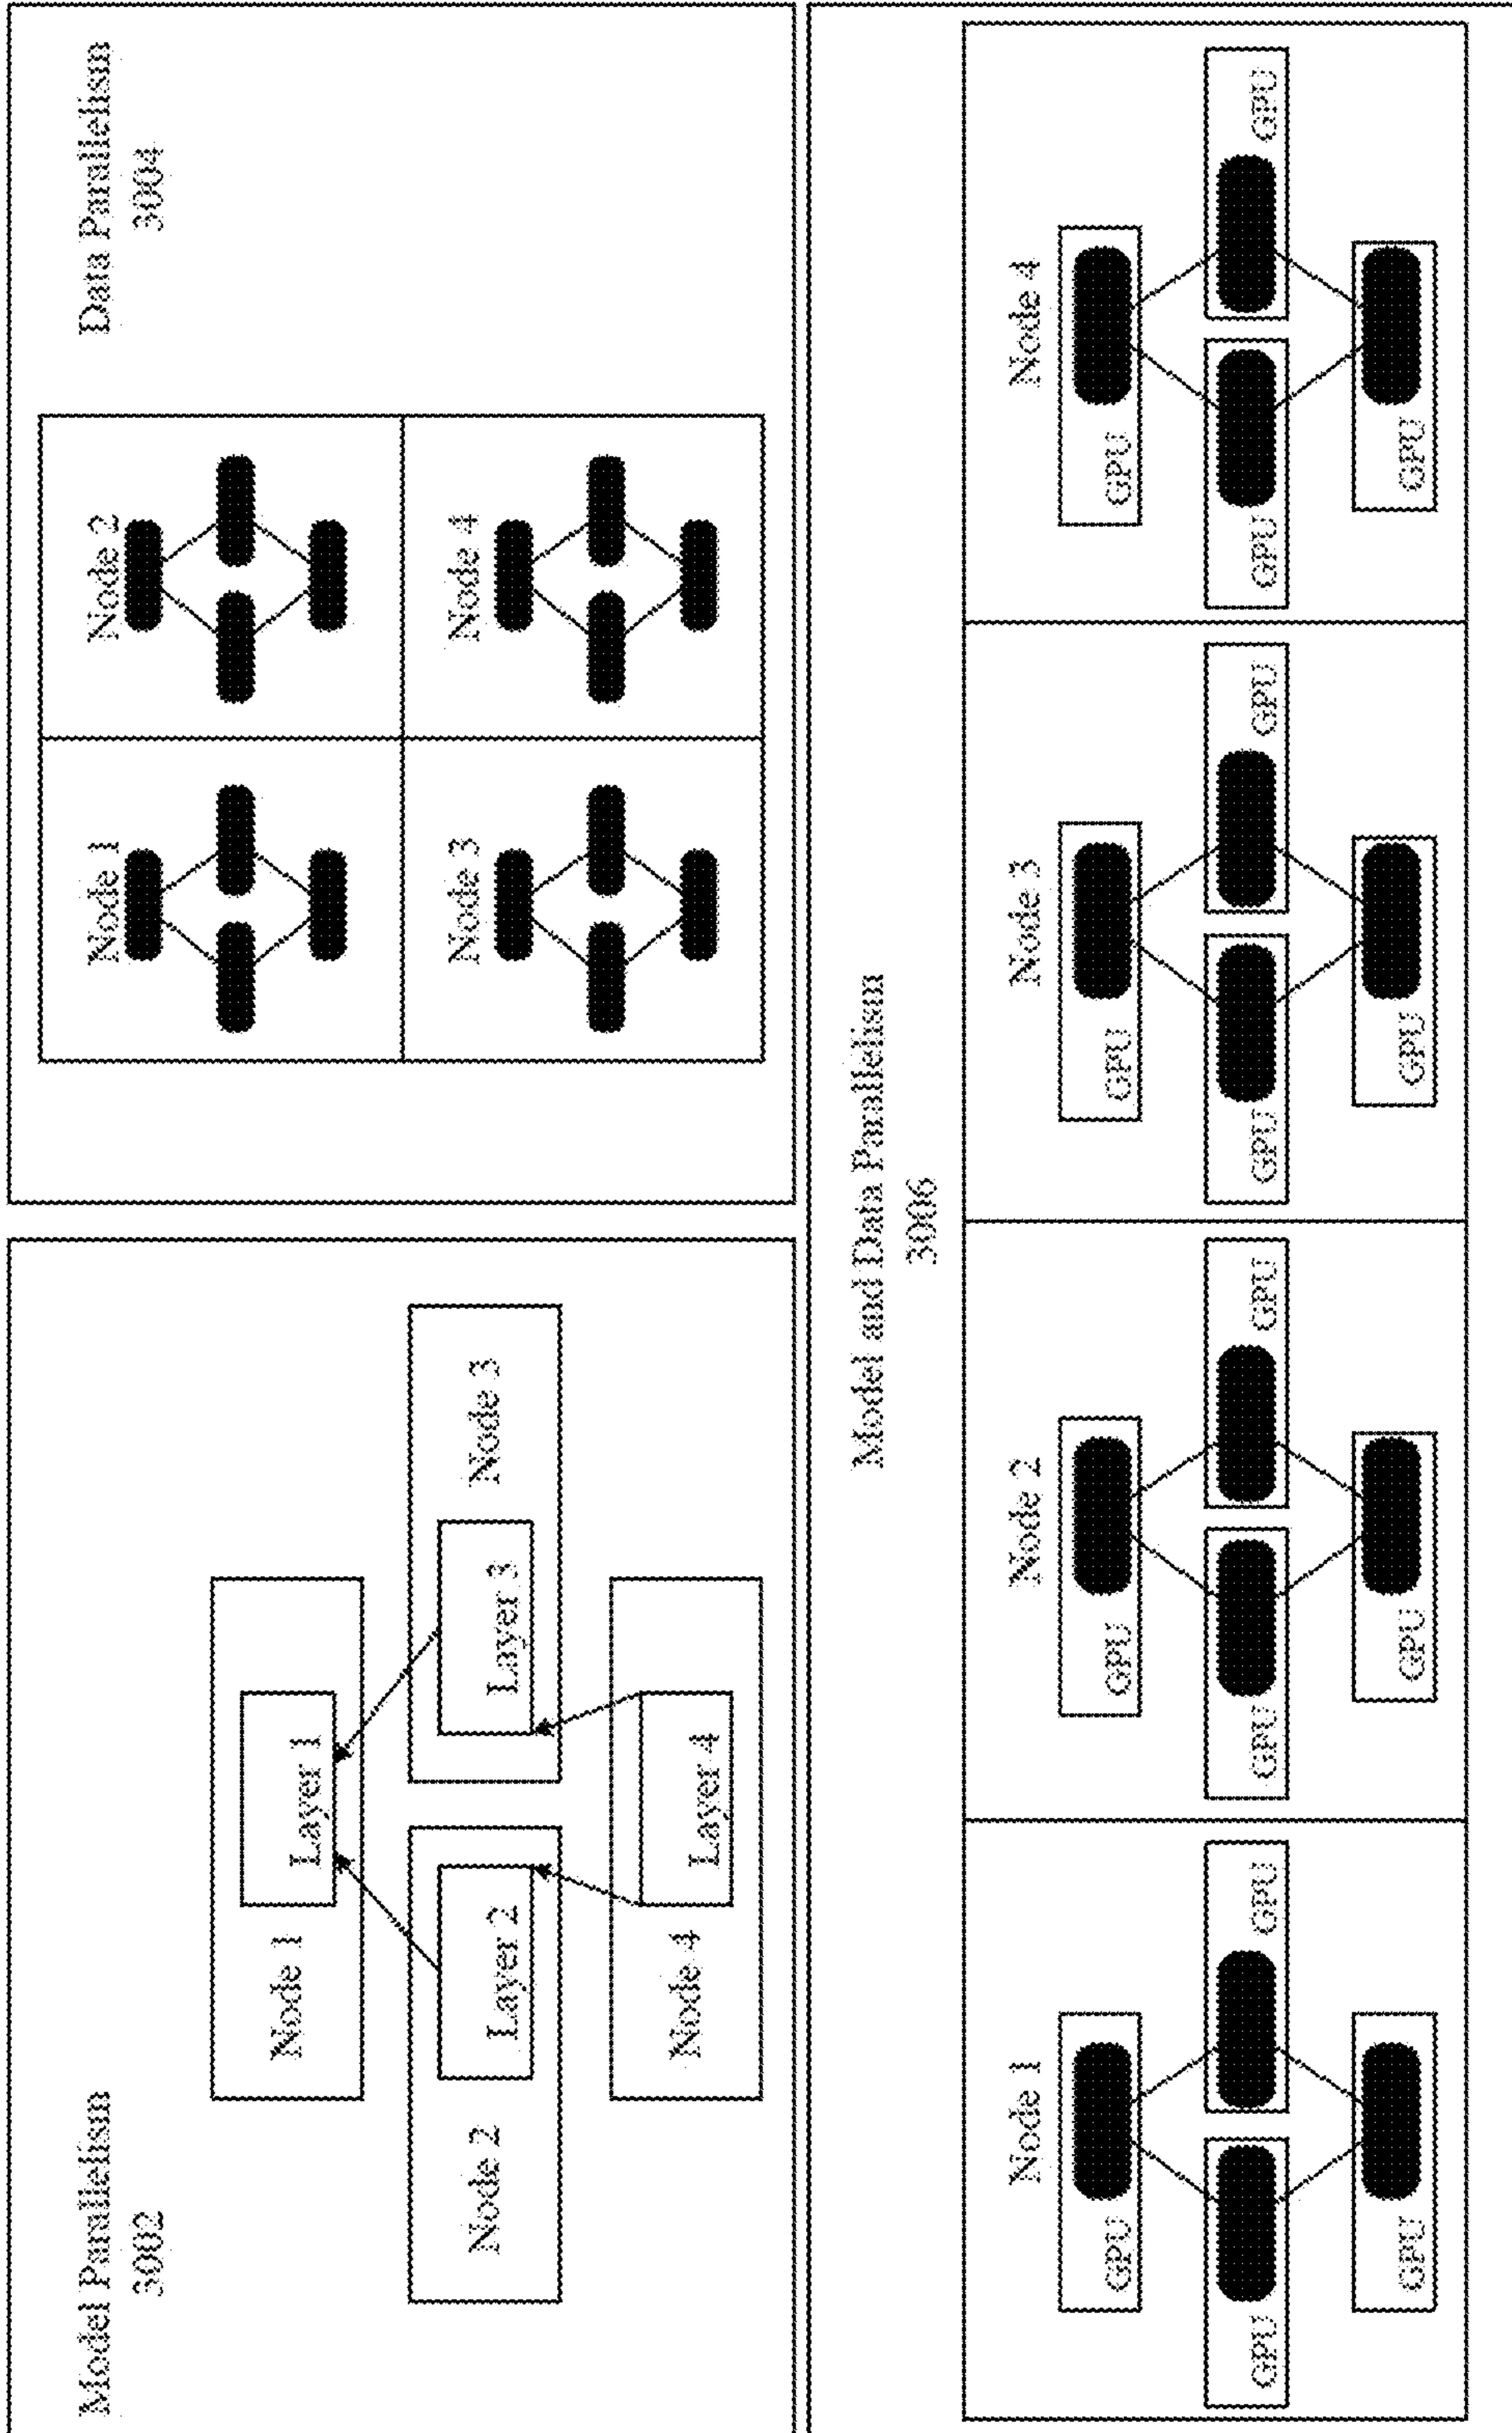 Model Parallelism
3002
Node 1
Layer 1
Node 2
Layer 2
Layer 3
Node 3
Node 4
Layer 4
Data Parallelism
3004
Node 1
Node 2
Node 3
Node 4
Model and Data Parallelism
3006
Node 1
GPU
GPU
GPU
GPU
Node 2
GPU
GPU
GPU
GPU
Node 3
GPU
GPU
GPU
GPU
Node 4
GPU
GPU
GPU
GPU